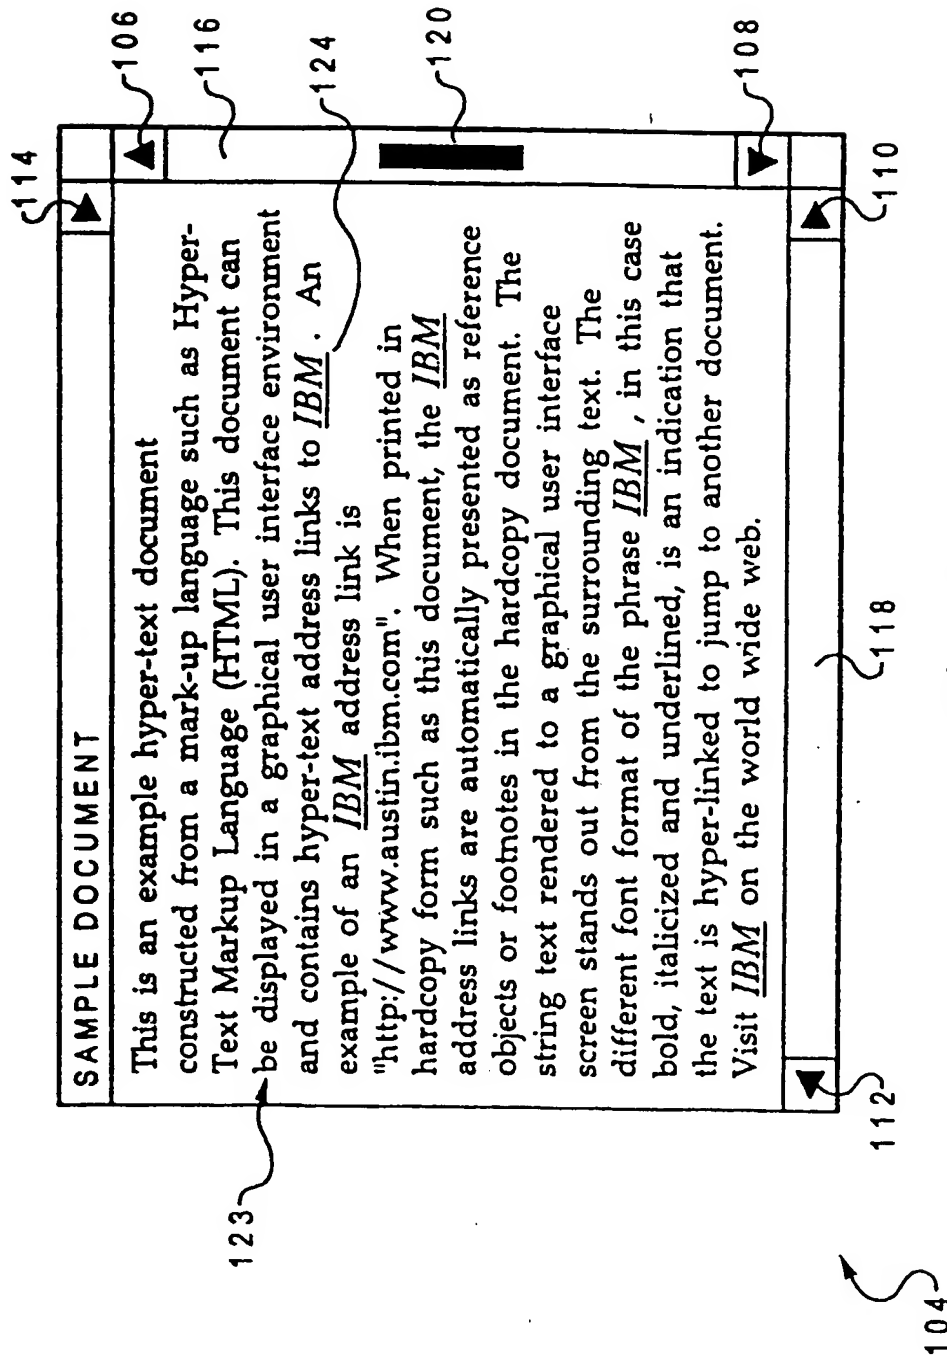 SAMPLE DOCUMENT
This is an example hyper-text document
constructed from a mark-up language such as Hyper-
Text Markup Language (HTML). This document can
be displayed in a graphical user interface environment
and contains hyper-text address links to IBM . An
example of an IBM address link is
"http://www.austin.ibm.com". When printed in
hardcopy form such as this document, the IBM
address links are automatically presented as reference
objects or footnotes in the hardcopy document. The
string text rendered to a graphical user interface
screen stands out from the surrounding text. The
different font format of the phrase IBM , in this case
bold, italicized and underlined, is an indication that
the text is hyper-linked to jump to another document.
Visit IBM on the world wide web.
114
106
116
124
120
108
110
118
112
123
104